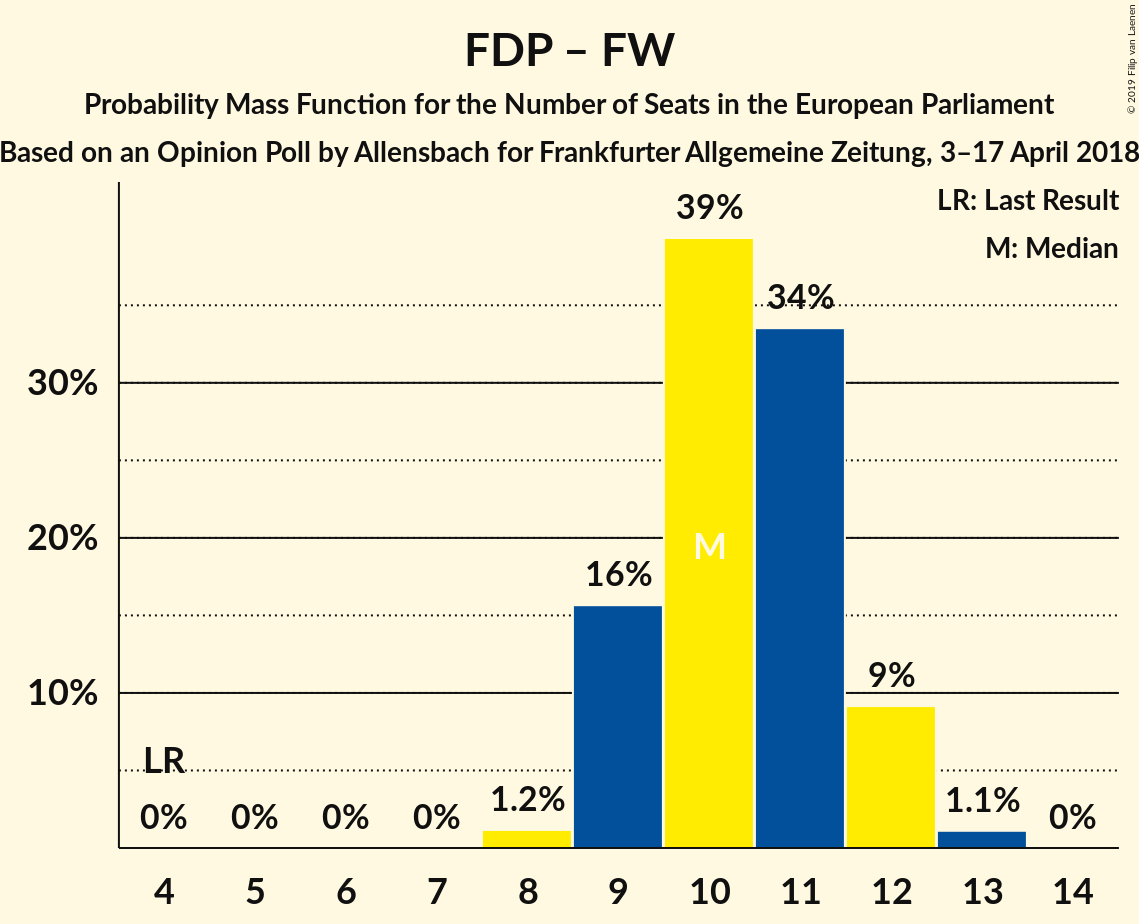 FDP – FW
Probability Mass Function for the Number of Seats in the European Parliament
Based on an Opinion Poll by Allensbach for Frankfurter Allgemeine Zeitung, 3–17 April 2018
© 2019 Filip van Laenen
LR: Last Result
M: Median
39%
34%
30%
20%
M
16%
10%
9%
LR
1.2%
1.1%
0% 0% 0% 0% 0%
4 5 6 7 8 9 10 11 12 13 14